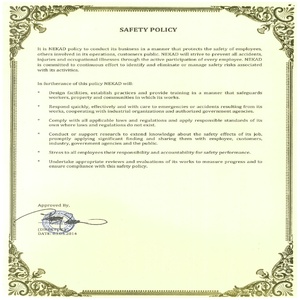 SAFETY POLICY
It is NEKAD policy to conduct its business in a manner that protects the safety of employees,
others involved in its operations, customers public. NEKAD will strive to prevent all accidents,
injuries and occupational illnesses through the active participation of every employee. NEKAD
is committed to continuous effort to identify and eliminate or manage safety risks associated
with its activities.
In furtherance of this policy NEKAD will:
• Design facilities, establish practices and provide training in a manner that safeguards
workers, property and communities in which its works.
• Respond quickly, effectively and with care to emergencies or accidents resulting from its
works, cooperating with industrial organizations and authorized government agencies.
• Comply with all applicable laws and regulations and apply responsible standards of its
own where laws and regulations do not exist.
• Conduct or support research to extend knowledge about the safety effects of its job,
promptly applying significant finding and sharing them with employee, customers,
industry, government agencies and the public.
• Stress to all employees their responsibility and accountability for safety performance.
• Undertake appropriate reviews and evaluations of its works to measure progress and to
ensure compliance with this safety policy.
Approved By.